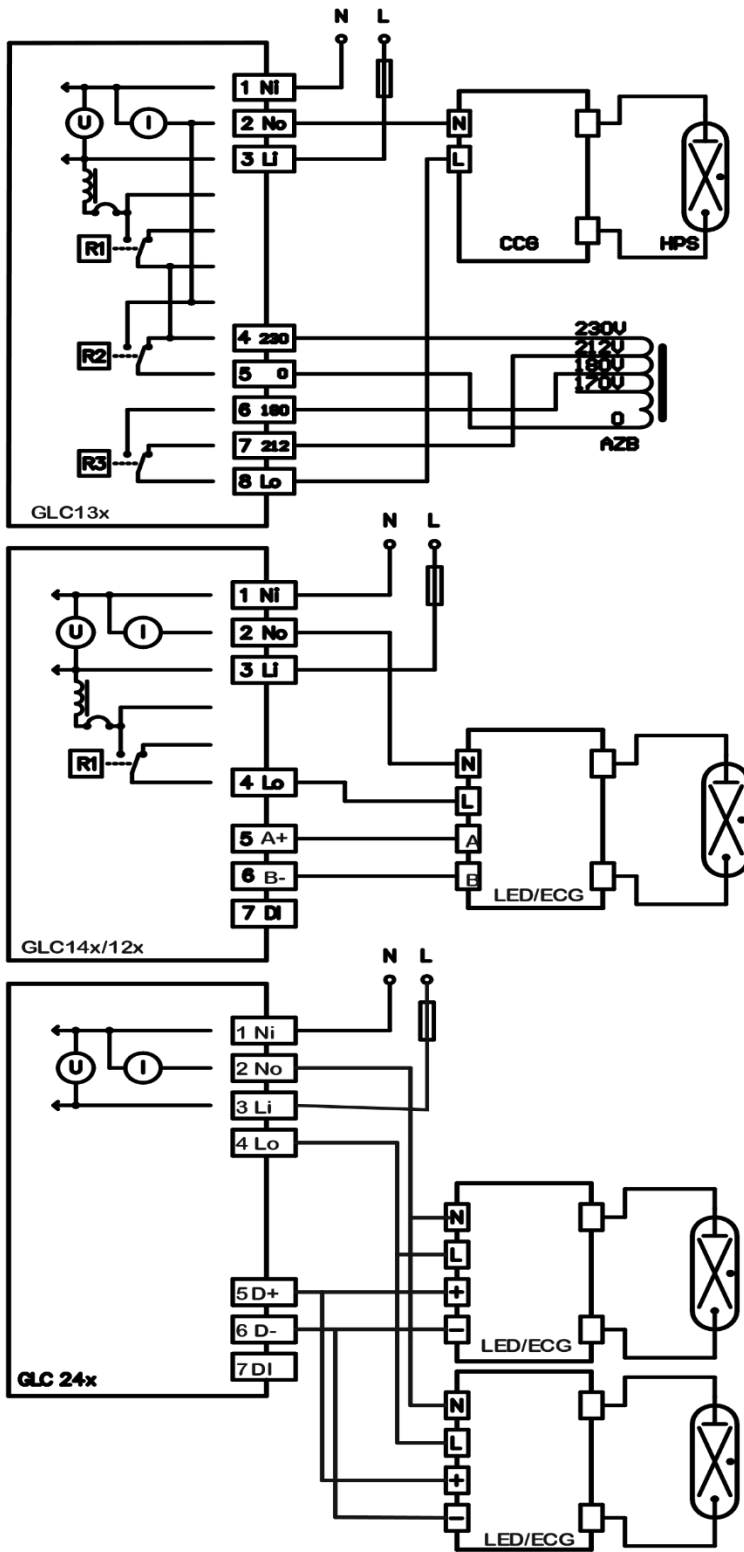 N L
1 Ni
U I
2 No N
3 Li L
CCG HPS
R1
230V
4 230
212V
R2
180V
5 0
170V
6 180
0
R3
7 212
AZB
8 Lo
GLC13x
N L
1 Ni
U I
2 No
3 Li
R1
N
4 Lo
L
5 A+ A
6 B- B
LED/ECG
7 DI
GLC14x/12x
N L
1 Ni
U I
2 No
3 Li
4 Lo
N
L
5 D+ +
6 D- −
LED/ECG
7 DI
GLC 24x
N
L
+
−
LED/ECG